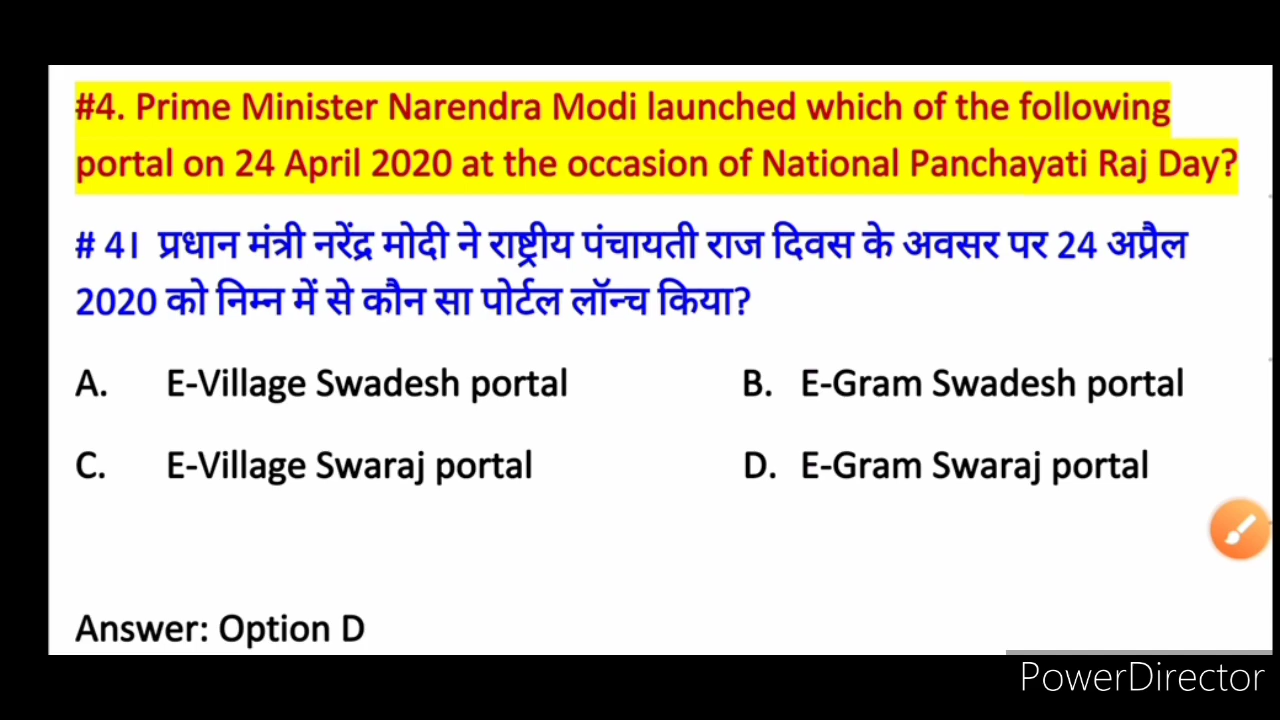 #4. Prime Minister Narendra Modi launched which of the following
portal on 24 April 2020 at the occasion of National Panchayati Raj Day?
# 4। प्रधान मंत्री नरेंद्र मोदी ने राष्ट्रीय पंचायती राज दिवस के अवसर पर 24 अप्रैल
2020 को निम्न में से कौन सा पोर्टल लॉन्च किया?
A. E-Village Swadesh portal B. E-Gram Swadesh portal
C. E-Village Swaraj portal D. E-Gram Swaraj portal
Answer: Option D
PowerDirector